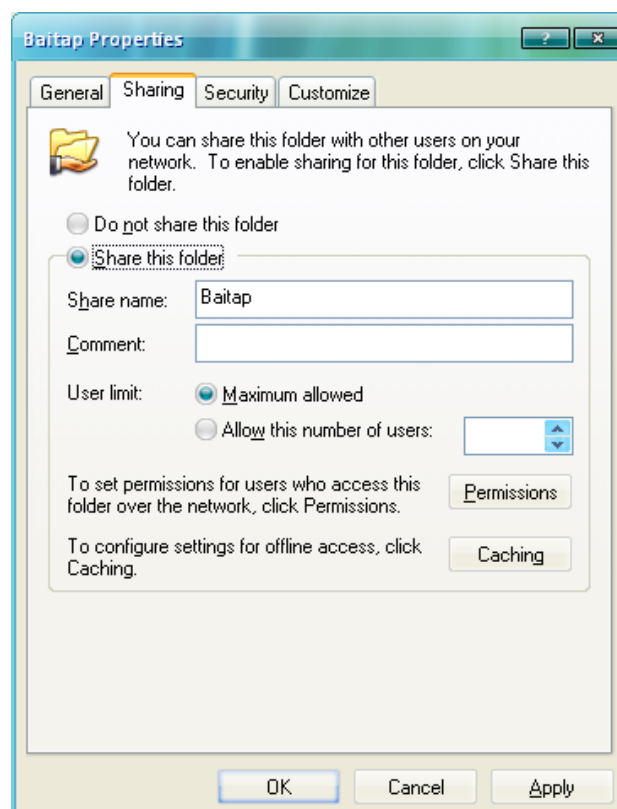 Baitap Properties
General Sharing Security Customize
You can share this folder with other users on your
network. To enable sharing for this folder, click Share this
folder.
Do not share this folder
Share this folder
Share name: Baitap
Comment:
User limit: Maximum allowed
Allow this number of users:
To set permissions for users who access this
folder over the network, click Permissions.
Permissions
To configure settings for offline access, click
Caching.
Caching
OK Cancel Apply